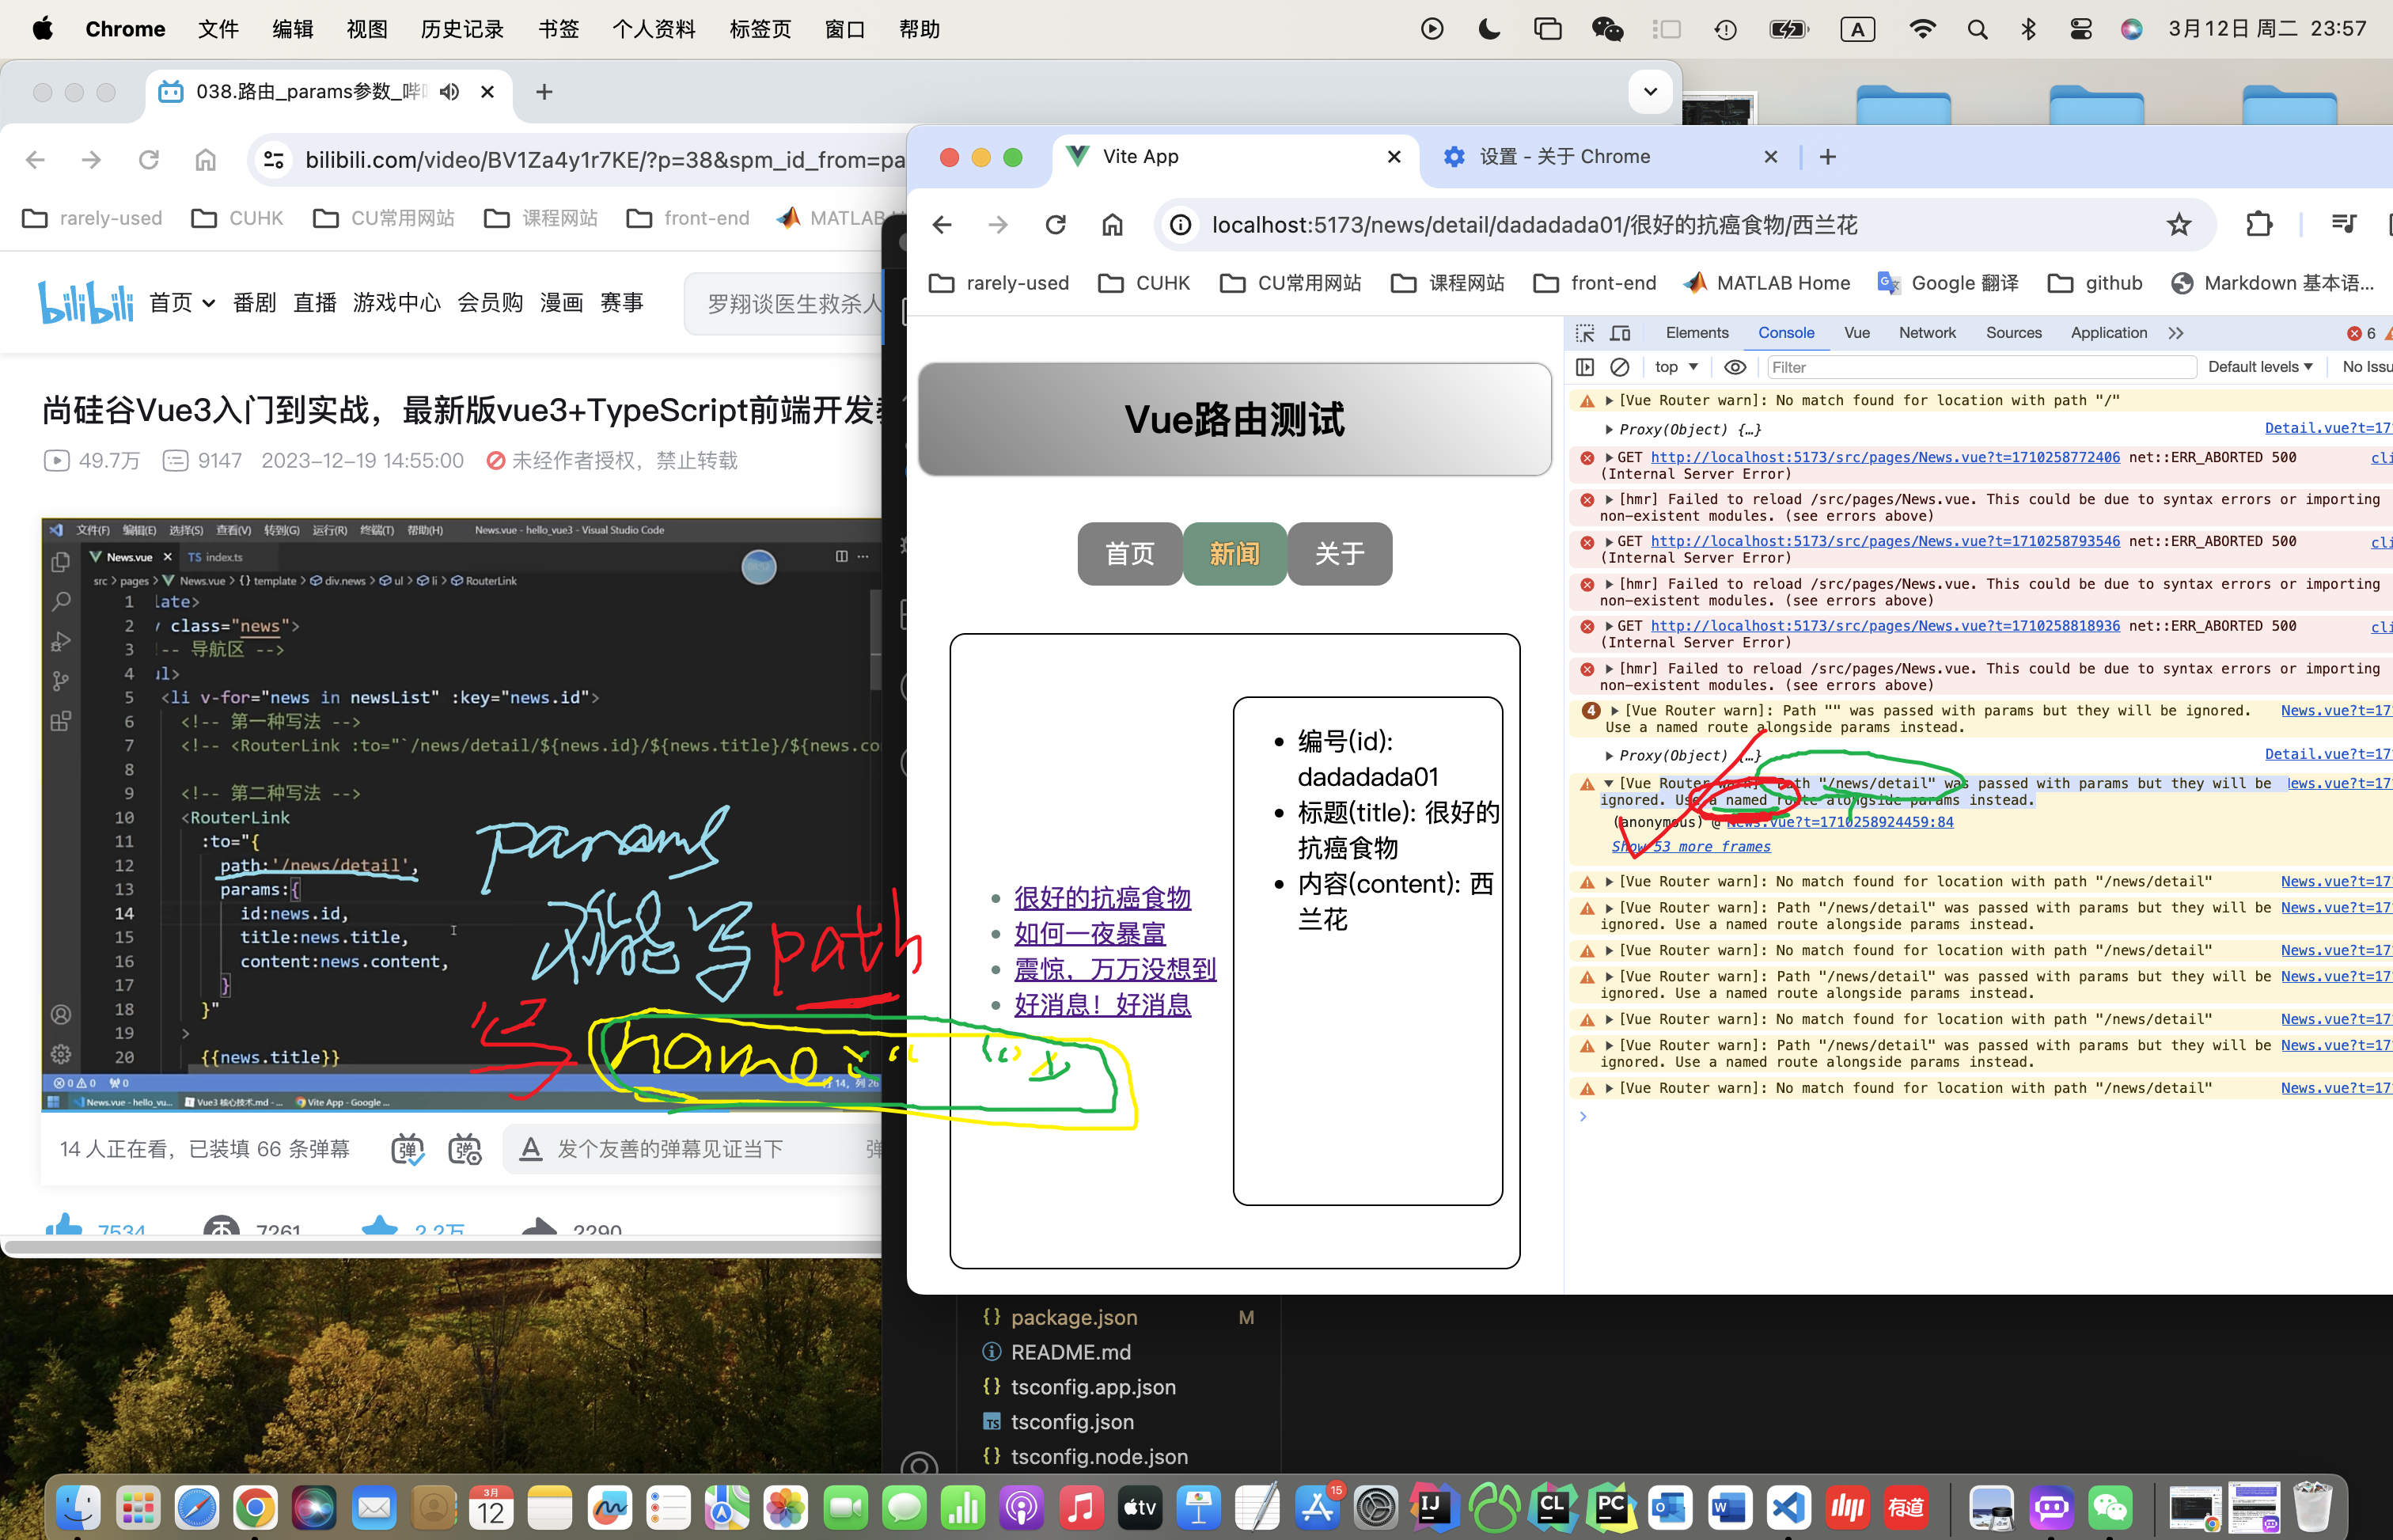 Chrome 文件 编辑 视图 历史记录 书签 个人资料 标签页 窗口 帮助
A 3月12日 周二 23:57
038.路由_params参数_哔
bilibili.com/video/BV1Za4y1r7KE/?p=38&spm_id_from=pa
rarely-used CUHK CU常用网站 课程网站 front-end MATLAB
bilibili 首页 番剧 直播 游戏中心 会员购 漫画 赛事
罗翔谈医生救杀人
尚硅谷Vue3入门到实战，最新版vue3+TypeScript前端开发
49.7万 9147 2023-12-19 14:55:00 未经作者授权，禁止转载
文件(F) 编辑(E) 选择(S) 查看(V) 转到(G) 运行(R) 终端(T) 帮助(H) News.vue - hello_vue3 - Visual Studio Code
News.vue TS index.ts
src > pages > News.vue > {} template > div.news > ul > li > RouterLink
1 late>
2 class="news">
3 -- 导航区 -->
4 ul>
5 <li v-for="news in newsList" :key="news.id">
6 <!-- 第一种写法 -->
7 <!-- <RouterLink :to="`/news/detail/${news.id}/${news.title}/${news.co
8
9 <!-- 第二种写法 -->
10 <RouterLink
11 :to="{
12 path:'/news/detail',
13 params:{
14 id:news.id,
15 title:news.title,
16 content:news.content,
17 }
18 }"
19 >
20 {{news.title}}
params
不能写path
写
name
News.vue - hello_vu... Vue3 核心技术.md - ... Vite App - Google ...
14 人正在看，已装填 66 条弹幕 发个友善的弹幕见证当下 弹
7534 7261 2.2万 2290
Vite App 设置 - 关于 Chrome
localhost:5173/news/detail/dadadada01/很好的抗癌食物/西兰花
rarely-used CUHK CU常用网站 课程网站 front-end MATLAB Home Google 翻译 github Markdown 基本语...
Vue路由测试
首页 新闻 关于
很好的抗癌食物
如何一夜暴富
震惊，万万没想到
好消息！好消息
编号(id):
dadadada01
标题(title): 很好的
抗癌食物
内容(content): 西
兰花
Elements Console Vue Network Sources Application 6
top Filter Default levels No Issu
[Vue Router warn]: No match found for location with path "/"
Proxy(Object) {…} Detail.vue?t=17
GET http://localhost:5173/src/pages/News.vue?t=1710258772406 net::ERR_ABORTED 500 cli
(Internal Server Error)
[hmr] Failed to reload /src/pages/News.vue. This could be due to syntax errors or importing
non-existent modules. (see errors above)
GET http://localhost:5173/src/pages/News.vue?t=1710258793546 net::ERR_ABORTED 500 cli
(Internal Server Error)
[hmr] Failed to reload /src/pages/News.vue. This could be due to syntax errors or importing
non-existent modules. (see errors above)
GET http://localhost:5173/src/pages/News.vue?t=1710258818936 net::ERR_ABORTED 500 cli
(Internal Server Error)
[hmr] Failed to reload /src/pages/News.vue. This could be due to syntax errors or importing
non-existent modules. (see errors above)
4 [Vue Router warn]: Path "" was passed with params but they will be ignored. News.vue?t=17
Use a named route alongside params instead.
Proxy(Object) {…} Detail.vue?t=17
[Vue Router warn]: Path "/news/detail" was passed with params but they will be ews.vue?t=17
ignored. Use a named route alongside params instead.
(anonymous) @ News.vue?t=1710258924459:84
Show 53 more frames
[Vue Router warn]: No match found for location with path "/news/detail" News.vue?t=17
[Vue Router warn]: Path "/news/detail" was passed with params but they will be News.vue?t=17
ignored. Use a named route alongside params instead.
[Vue Router warn]: No match found for location with path "/news/detail" News.vue?t=17
[Vue Router warn]: Path "/news/detail" was passed with params but they will be News.vue?t=17
ignored. Use a named route alongside params instead.
[Vue Router warn]: No match found for location with path "/news/detail" News.vue?t=17
[Vue Router warn]: Path "/news/detail" was passed with params but they will be News.vue?t=17
ignored. Use a named route alongside params instead.
[Vue Router warn]: No match found for location with path "/news/detail" News.vue?t=17
{} package.json M
README.md
{} tsconfig.app.json
TS tsconfig.json
{} tsconfig.node.json
3月
12
tv
15
IJ
CL
PC
有道